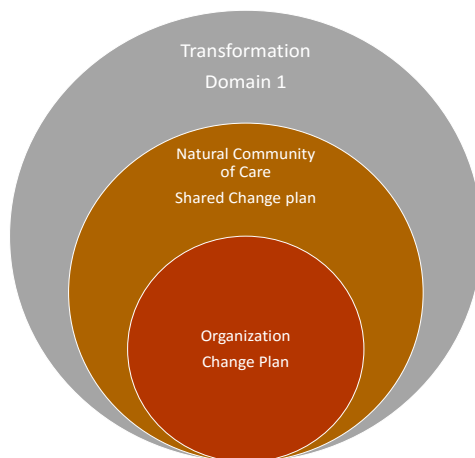 Transformation
Domain 1
Natural Community
of Care
Shared Change plan
Organization
Change Plan